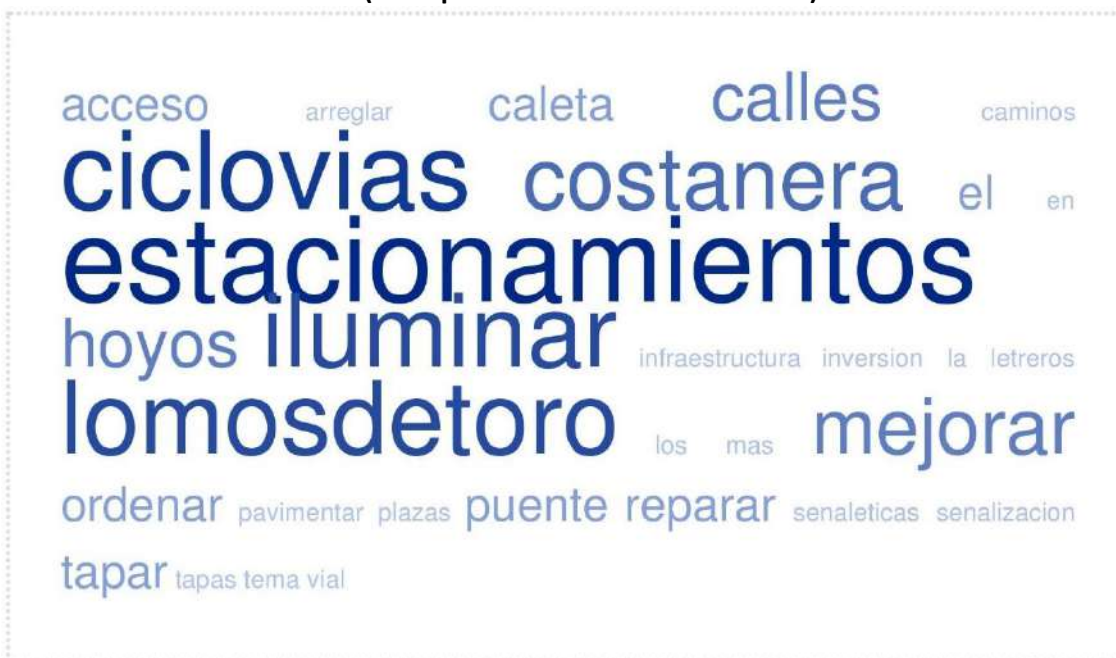 acceso arreglar caleta calles caminos
ciclovias costanera el en
estacionamientos
hoyos iluminar infraestructura inversion la letreros
lomosdetoro los mas mejorar
ordenar pavimentar plazas puente reparar senaleticas senalizacion
tapar tapas tema vial